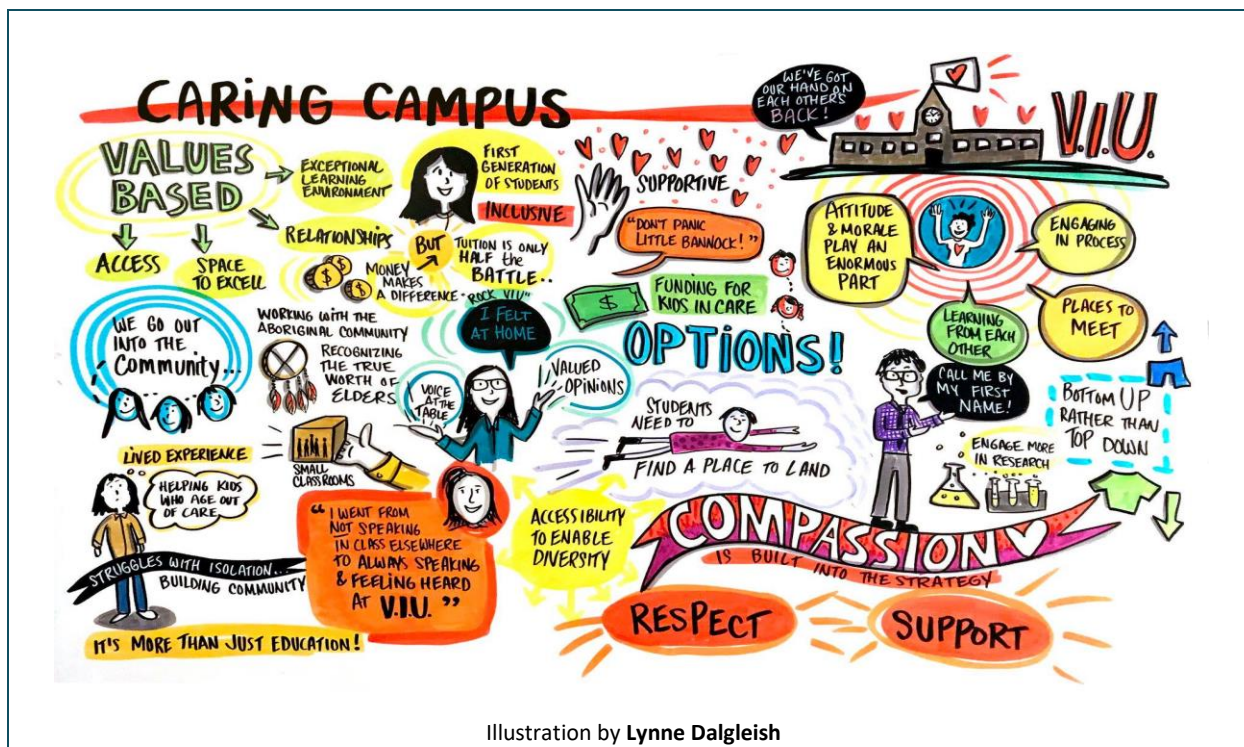 CARING CAMPUS
WE'VE GOT
OUR HAND ON
EACH OTHER'S
BACK!
V.I.U.
VALUES
BASED
EXCEPTIONAL
LEARNING
ENVIRONMENT
RELATIONSHIPS
ACCESS
SPACE
TO EXCELL
FIRST
GENERATION
OF STUDENTS
INCLUSIVE
BUT
TUITION IS ONLY
HALF the
BATTLE..
$
$
$
MONEY
MAKES
A DIFFERENCE
SUPPORTIVE
"DON'T PANIC
LITTLE BANNOCK!"
$
FUNDING FOR
KIDS IN CARE
OPTIONS!
ATTITUDE
& MORALE
PLAY AN
ENORMOUS
PART
ENGAGING
IN PROCESS
PLACES TO
MEET
LEARNING
FROM EACH
OTHER
CALL ME BY
MY FIRST
NAME!
BOTTOM UP
RATHER THAN
TOP DOWN
ENGAGE MORE
IN RESEARCH
WE GO OUT
INTO THE
COMMUNITY...
WORKING WITH THE
ABORIGINAL COMMUNITY
RECOGNIZING
THE TRUE
WORTH OF
ELDERS
"ROCK VIU"
I FELT
AT HOME
VOICE
AT THE
TABLE
VALUED
OPINIONS
SMALL
CLASSROOMS
STUDENTS
NEED TO
FIND A PLACE TO LAND
LIVED EXPERIENCE
HELPING KIDS
WHO AGE OUT
OF CARE
STRUGGLES WITH ISOLATION...
BUILDING COMMUNITY
IT'S MORE THAN JUST EDUCATION!
"I WENT FROM
NOT SPEAKING
IN CLASS ELSEWHERE
TO ALWAYS SPEAKING
& FEELING HEARD
AT V.I.U."
ACCESSIBILITY
TO ENABLE
DIVERSITY
COMPASSION
IS BUILT INTO THE STRATEGY
RESPECT
SUPPORT
Illustration by Lynne Dalgleish